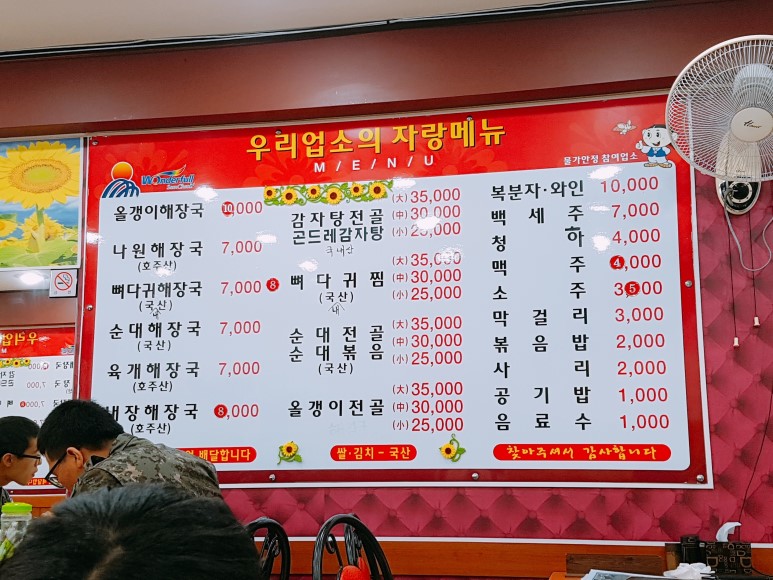 우리업소의 자랑메뉴
M / E / N / U
물가안정 참여업소
Wonderful!
올갱이해장국 10,000
나원해장국 7,000
(호주산)
뼈다귀해장국 7,000 8
(국산)
내
순대해장국 7,000
(국산)
육개해장국 7,000
(호주산)
내장해장국 8,000
(호주산)
감자탕전골
곤드레감자탕
국내산
(大) 35,000
(中) 30,000
(小) 25,000
뼈다귀찜
(국산)
내
(大) 35,000
(中) 30,000
(小) 25,000
순대전골
순대볶음
(국산)
(大) 35,000
(中) 30,000
(小) 25,000
올갱이전골
(大) 35,000
(中) 30,000
(小) 25,000
복분자·와인 10,000
백세주 7,000
청하 4,000
맥주 4,000
소주 3 5 00
막걸리 3,000
볶음밥 2,000
사리 2,000
공기밥 1,000
음료수 1,000
배달합니다
쌀·김치 - 국산
찾아주셔서 감사합니다
우리업